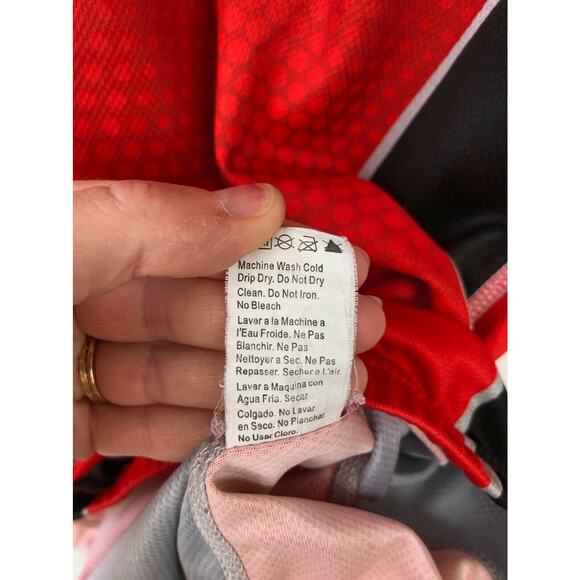 Machine Wash Cold
Drip Dry. Do Not Dry
Clean. Do Not Iron.
No Bleach
Laver a la Machine a
l'Eau Froide. Ne Pas
Blanchir. Ne Pas
Nettoyer a Sec. Ne Pas
Repasser. Secher a L'air.
Lavar a Maquina con
Agua Fria. Secar
Colgado. No Lavar
en Seco. No Planchar
No Usar Cloro.